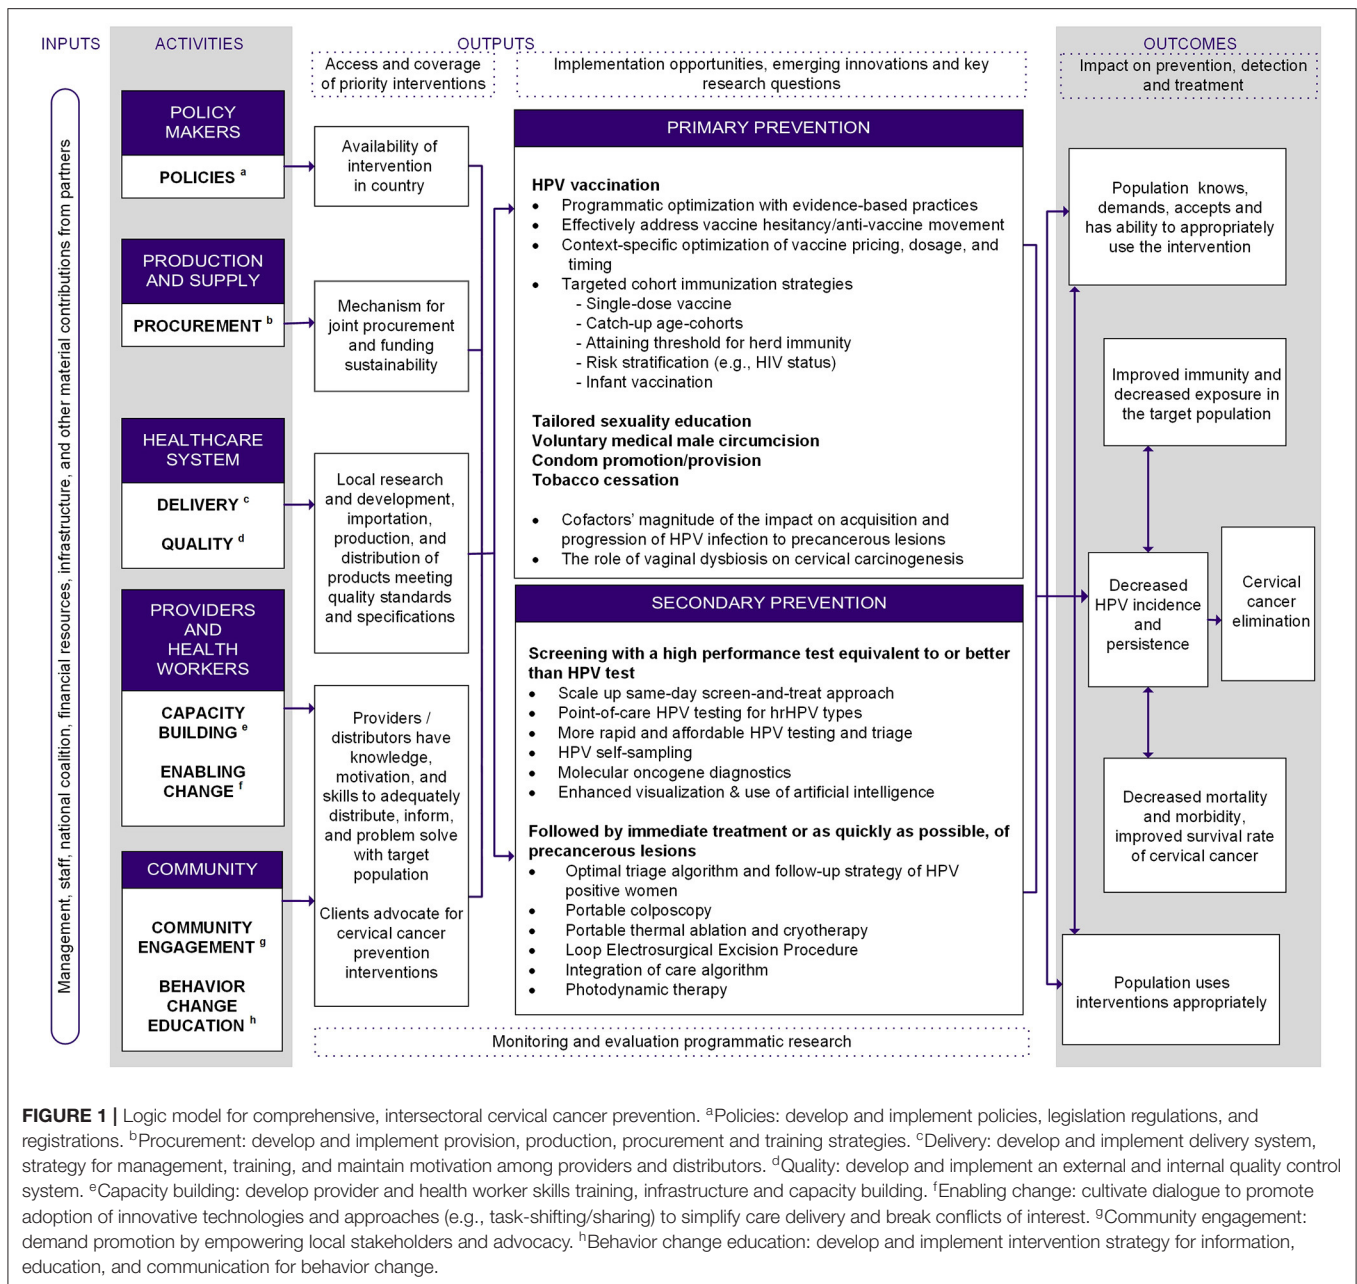 INPUTS
ACTIVITIES
OUTPUTS
OUTCOMES
Access and coverage
of priority interventions
Implementation opportunities, emerging innovations and key
research questions
Impact on prevention, detection
and treatment
Management, staff, national coalition, financial resources, infrastructure, and other material contributions from partners
POLICY
MAKERS
POLICIES a
PRODUCTION
AND SUPPLY
PROCUREMENT b
HEALTHCARE
SYSTEM
DELIVERY c
QUALITY d
PROVIDERS
AND
HEALTH
WORKERS
CAPACITY
BUILDING e
ENABLING
CHANGE f
COMMUNITY
COMMUNITY
ENGAGEMENT g
BEHAVIOR
CHANGE
EDUCATION h
Availability of
intervention
in country
Mechanism for
joint procurement
and funding
sustainability
Local research
and development,
importation,
production, and
distribution of
products meeting
quality standards
and specifications
Providers /
distributors have
knowledge,
motivation, and
skills to adequately
distribute, inform,
and problem solve
with target
population
Clients advocate for
cervical cancer
prevention
interventions
PRIMARY PREVENTION
HPV vaccination
• Programmatic optimization with evidence-based practices
• Effectively address vaccine hesitancy/anti-vaccine movement
• Context-specific optimization of vaccine pricing, dosage, and
timing
• Targeted cohort immunization strategies
- Single-dose vaccine
- Catch-up age-cohorts
- Attaining threshold for herd immunity
- Risk stratification (e.g., HIV status)
- Infant vaccination
Tailored sexuality education
Voluntary medical male circumcision
Condom promotion/provision
Tobacco cessation
• Cofactors' magnitude of the impact on acquisition and
progression of HPV infection to precancerous lesions
• The role of vaginal dysbiosis on cervical carcinogenesis
SECONDARY PREVENTION
Screening with a high performance test equivalent to or better
than HPV test
• Scale up same-day screen-and-treat approach
• Point-of-care HPV testing for hrHPV types
• More rapid and affordable HPV testing and triage
• HPV self-sampling
• Molecular oncogene diagnostics
• Enhanced visualization & use of artificial intelligence
Followed by immediate treatment or as quickly as possible, of
precancerous lesions
• Optimal triage algorithm and follow-up strategy of HPV
positive women
• Portable colposcopy
• Portable thermal ablation and cryotherapy
• Loop Electrosurgical Excision Procedure
• Integration of care algorithm
• Photodynamic therapy
Monitoring and evaluation programmatic research
Population knows,
demands, accepts and
has ability to appropriately
use the intervention
Improved immunity and
decreased exposure in
the target population
Decreased
HPV incidence
and
persistence
Cervical
cancer
elimination
Decreased mortality
and morbidity,
improved survival rate
of cervical cancer
Population uses
interventions appropriately
FIGURE 1 | Logic model for comprehensive, intersectoral cervical cancer prevention. aPolicies: develop and implement policies, legislation regulations, and
registrations. bProcurement: develop and implement provision, production, procurement and training strategies. cDelivery: develop and implement delivery system,
strategy for management, training, and maintain motivation among providers and distributors. dQuality: develop and implement an external and internal quality control
system. eCapacity building: develop provider and health worker skills training, infrastructure and capacity building. fEnabling change: cultivate dialogue to promote
adoption of innovative technologies and approaches (e.g., task-shifting/sharing) to simplify care delivery and break conflicts of interest. gCommunity engagement:
demand promotion by empowering local stakeholders and advocacy. hBehavior change education: develop and implement intervention strategy for information,
education, and communication for behavior change.